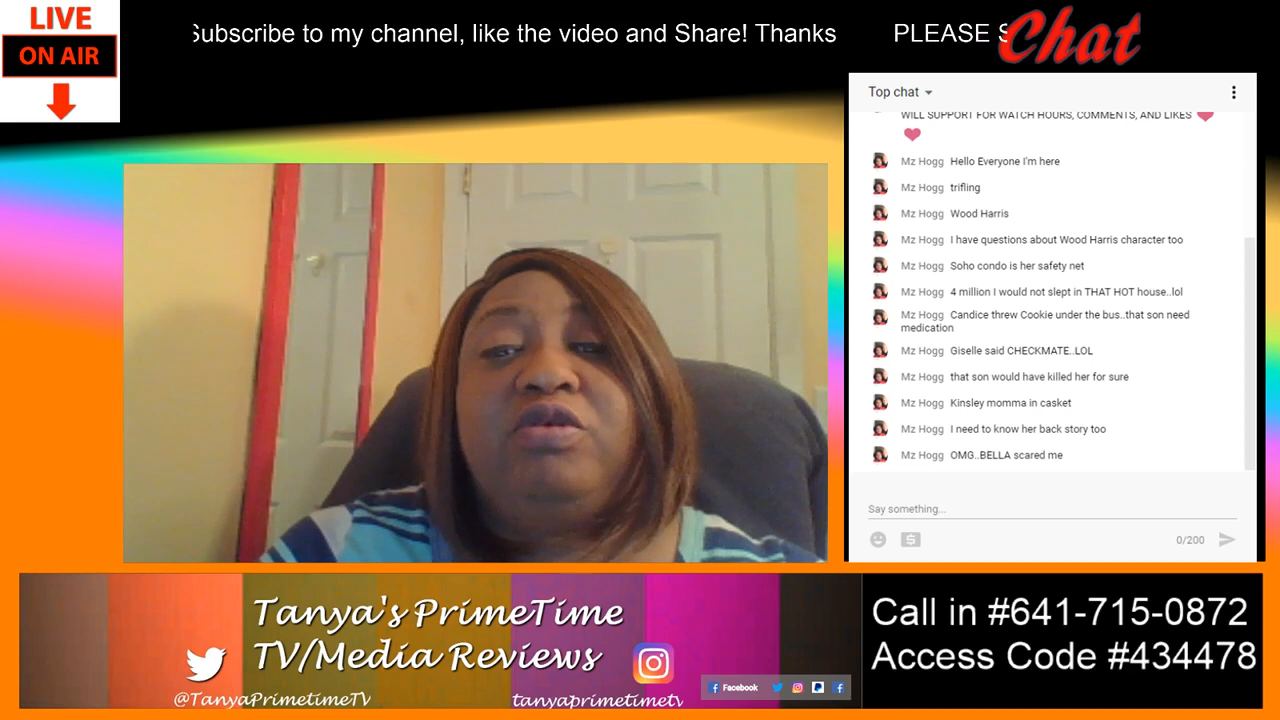 LIVE
ON AIR
Subscribe to my channel, like the video and Share! Thanks
PLEASE S
Chat
Top chat
WILL SUPPORT FOR WATCH HOURS, COMMENTS, AND LIKES
Mz Hogg Hello Everyone I'm here
Mz Hogg trifling
Mz Hogg Wood Harris
Mz Hogg I have questions about Wood Harris character too
Mz Hogg Soho condo is her safety net
Mz Hogg 4 million I would not slept in THAT HOT house..lol
Mz Hogg Candice threw Cookie under the bus..that son need
medication
Mz Hogg Giselle said CHECKMATE..LOL
Mz Hogg that son would have killed her for sure
Mz Hogg Kinsley momma in casket
Mz Hogg I need to know her back story too
Mz Hogg OMG..BELLA scared me
Say something...
0/200
Tanya's PrimeTime
TV/Media Reviews
@TanyaPrimetimeTV
tanyaprimetimetv
Facebook
Call in #641-715-0872
Access Code #434478